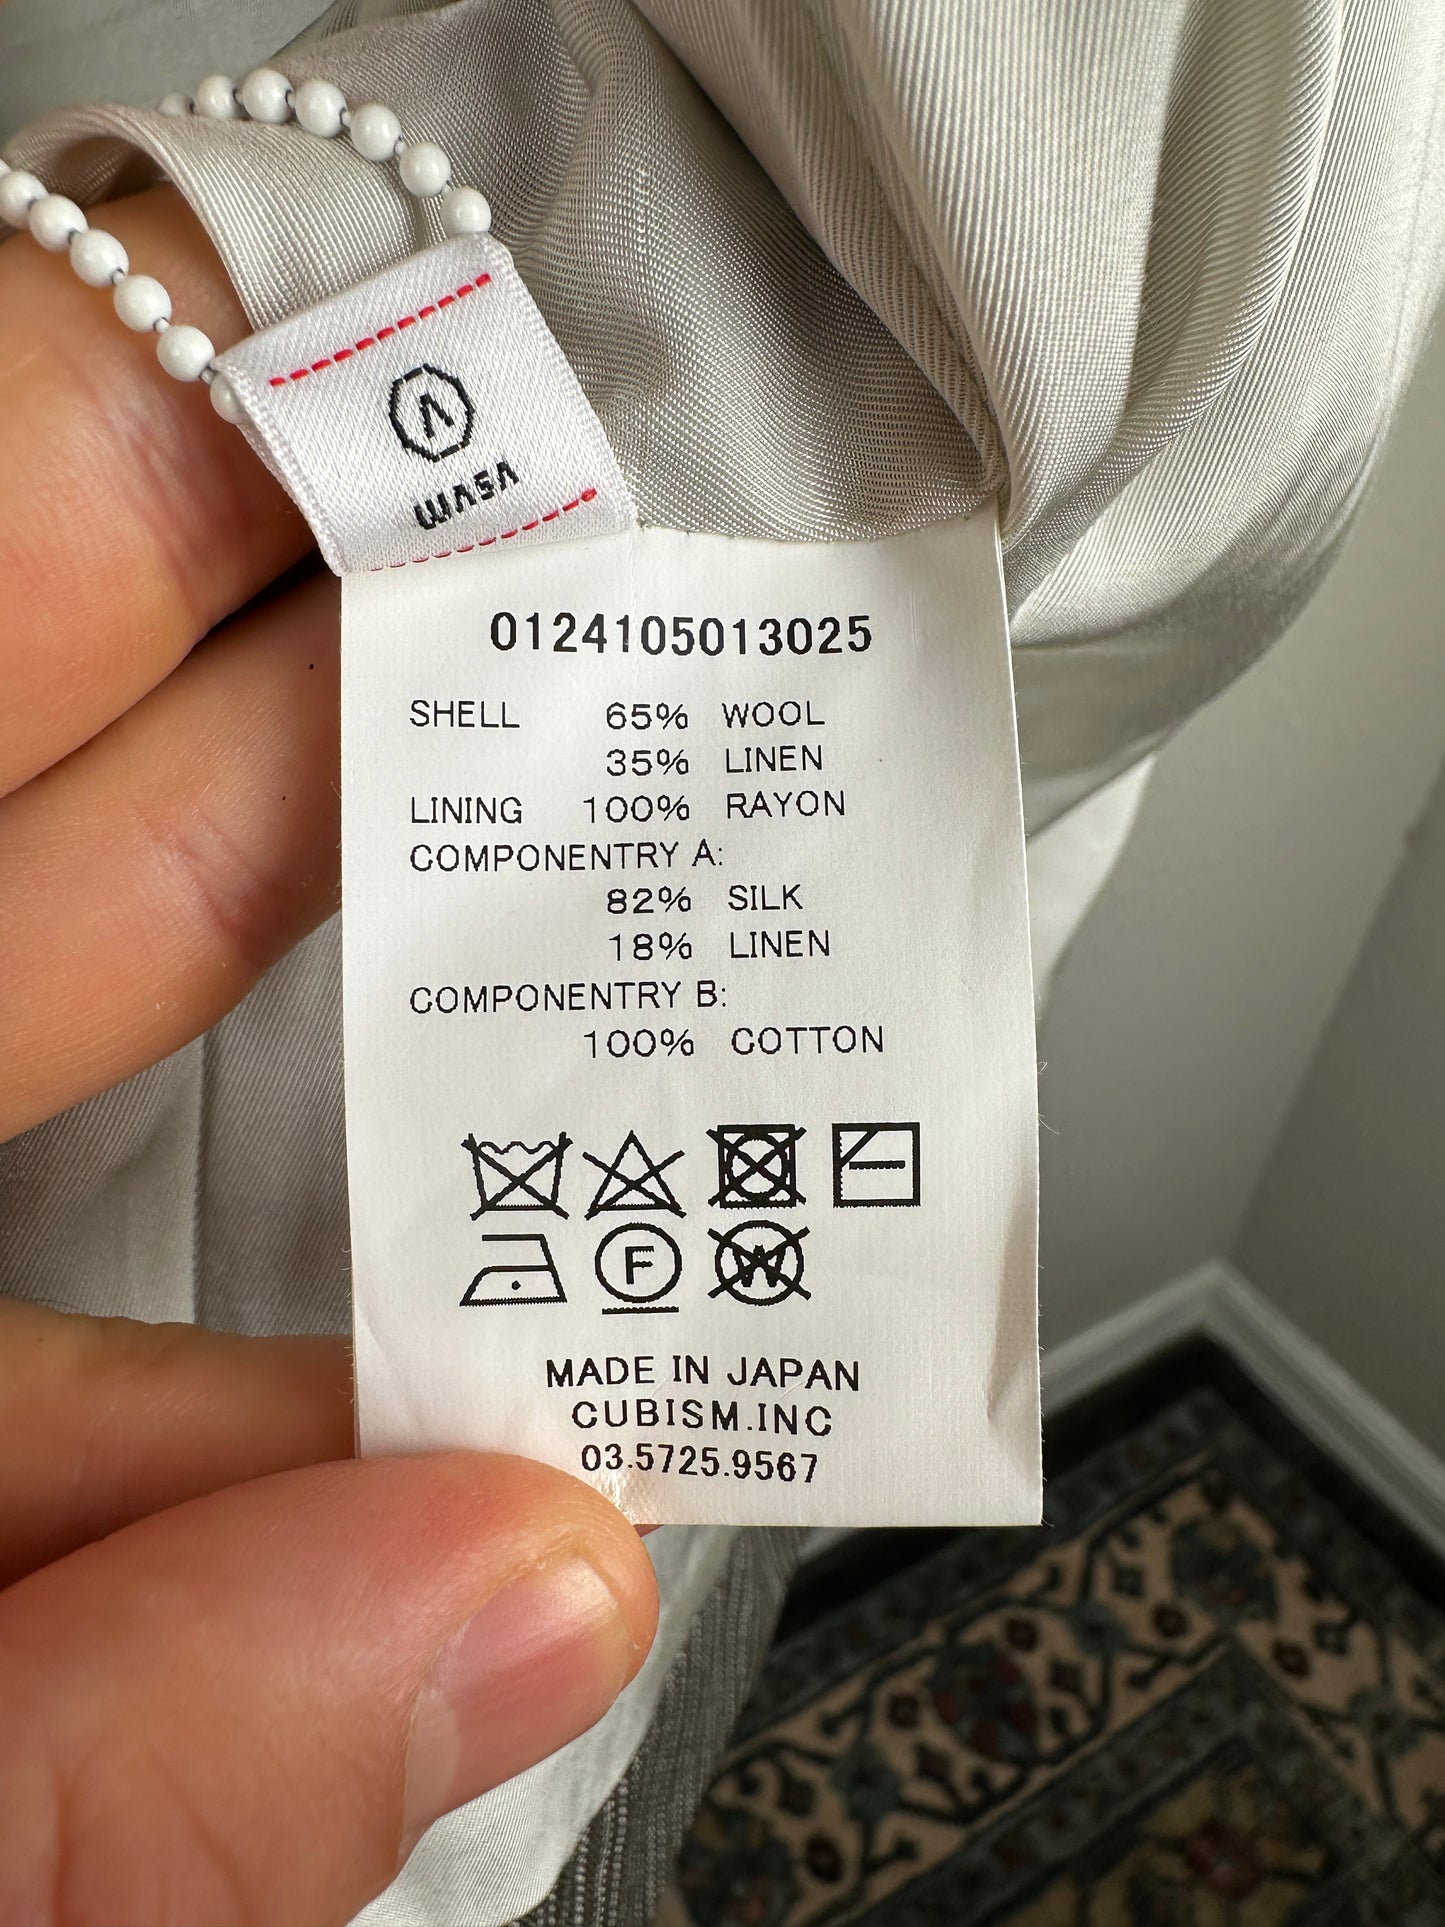 WASA
0124105013025
SHELL 65% WOOL
35% LINEN
LINING 100% RAYON
COMPONENTRY A:
82% SILK
18% LINEN
COMPONENTRY B:
100% COTTON
F
W
MADE IN JAPAN
CUBISM.INC
03.5725.9567